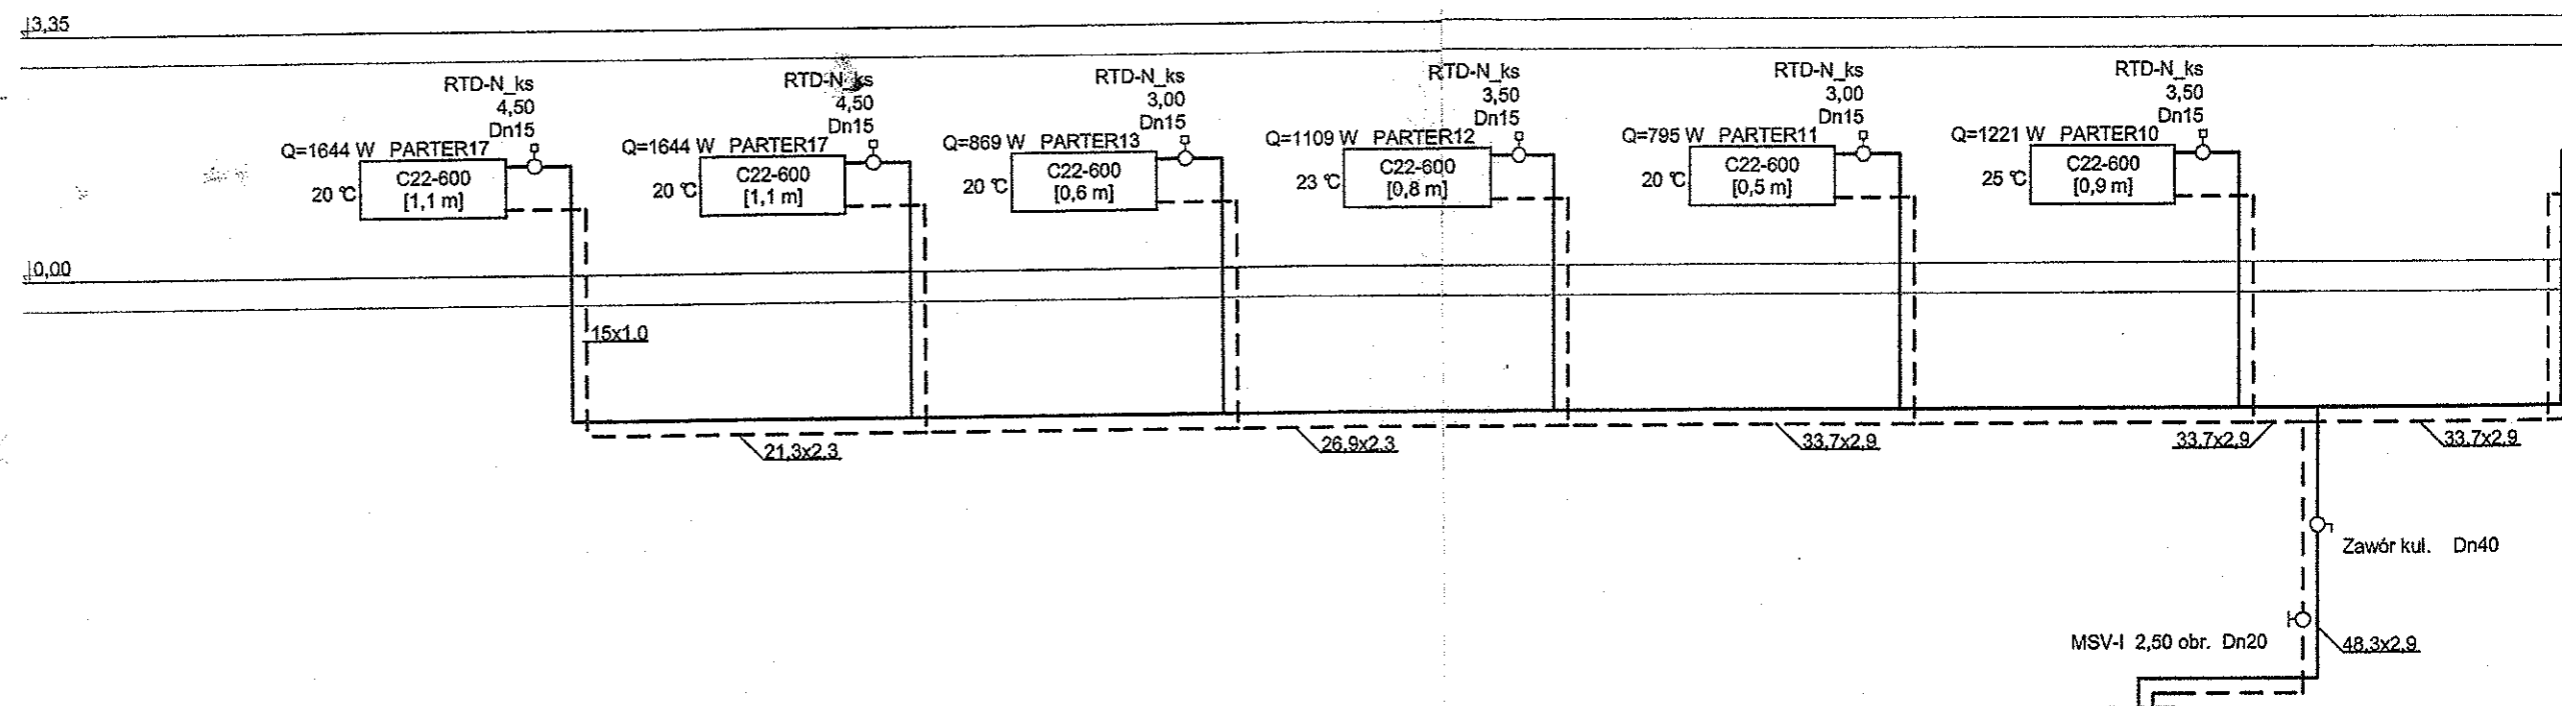 3,35
RTD-N_ks
4,50
Dn15
Q=1644 W PARTER17
C22-600
[1,1 m]
20 °C
RTD-N_ks
4,50
Dn15
Q=1644 W PARTER17
C22-600
[1,1 m]
20 °C
RTD-N_ks
3,00
Dn15
Q=869 W PARTER13
C22-600
[0,6 m]
20 °C
RTD-N_ks
3,50
Dn15
Q=1109 W PARTER12
C22-600
[0,8 m]
23 °C
RTD-N_ks
3,00
Dn15
Q=795 W PARTER11
C22-600
[0,5 m]
20 °C
RTD-N_ks
3,50
Dn15
Q=1221 W PARTER10
C22-600
[0,9 m]
25 °C
0,00
15x1.0
21,3x2,3
26,9x2,3
33,7x2,9
33,7x2,9
33,7x2,9
Zawór kul. Dn40
MSV-I 2,50 obr. Dn20
48,3x2,9